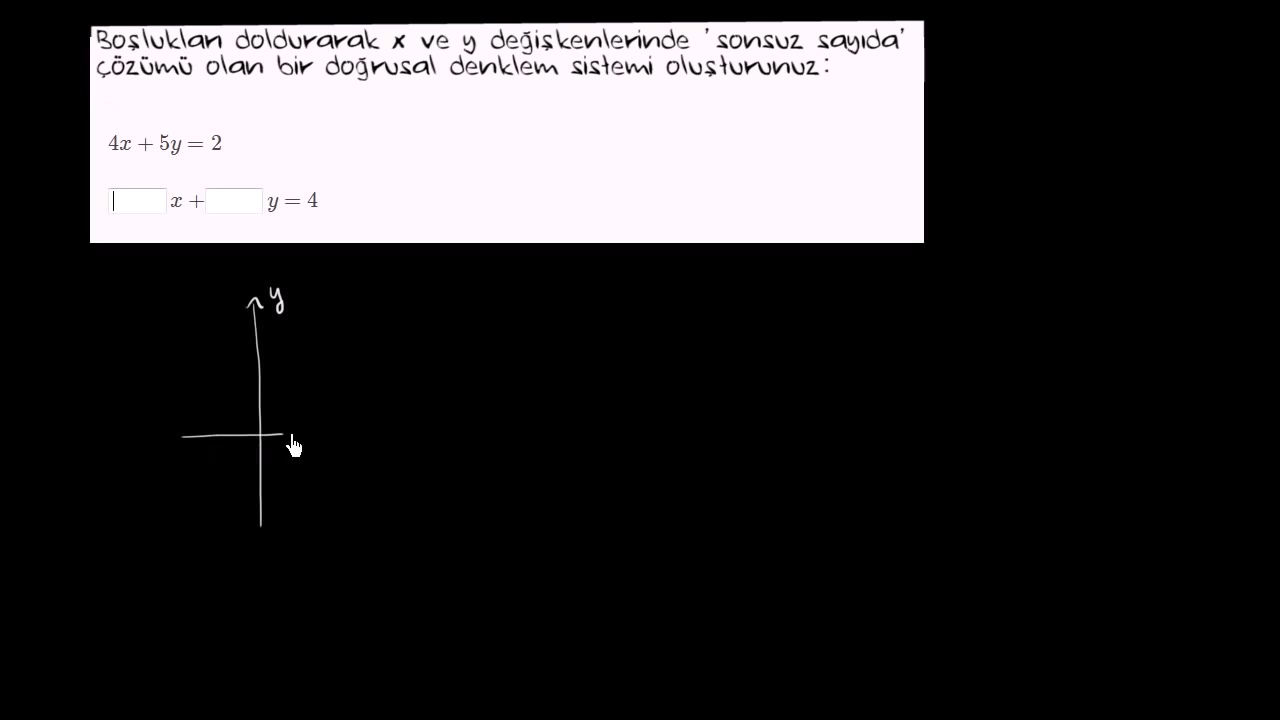 Boşlukları doldurarak x ve y değişkenlerinde 'sonsuz sayıda'
çözümü olan bir doğrusal denklem sistemi oluşturunuz:
4x + 5y = 2
x + y = 4
y